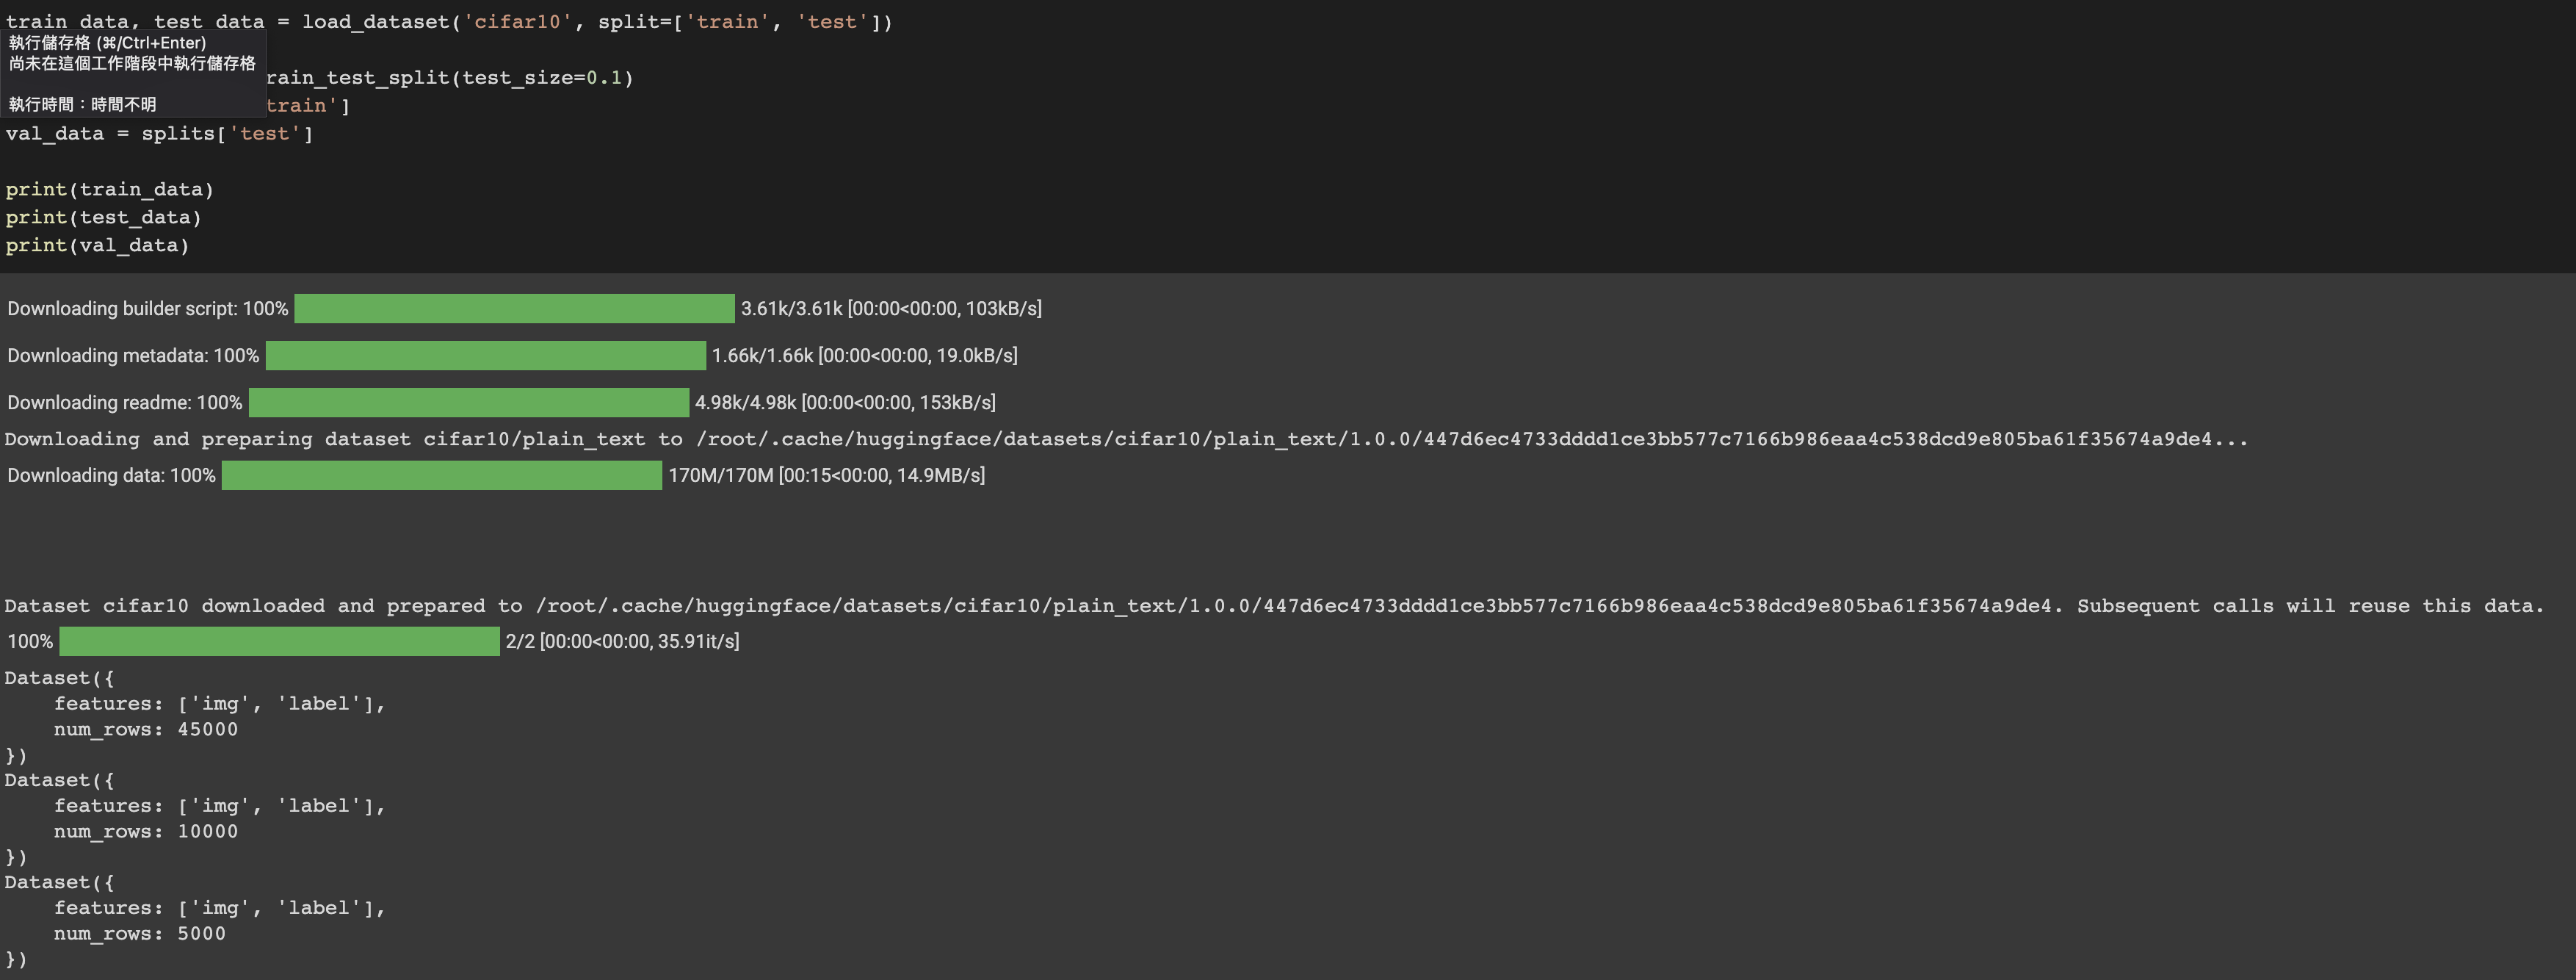 train_data, test_data = load_dataset('cifar10', split=['train', 'test'])
執行儲存格 (⌘/Ctrl+Enter)
尚未在這個工作階段中執行儲存格
rain_test_split(test_size=0.1)
執行時間：時間不明
train']
val_data = splits['test']
print(train_data)
print(test_data)
print(val_data)
Downloading builder script: 100% 3.61k/3.61k [00:00<00:00, 103kB/s]
Downloading metadata: 100% 1.66k/1.66k [00:00<00:00, 19.0kB/s]
Downloading readme: 100% 4.98k/4.98k [00:00<00:00, 153kB/s]
Downloading and preparing dataset cifar10/plain_text to /root/.cache/huggingface/datasets/cifar10/plain_text/1.0.0/447d6ec4733dddd1ce3bb577c7166b986eaa4c538dcd9e805ba61f35674a9de4...
Downloading data: 100% 170M/170M [00:15<00:00, 14.9MB/s]
Dataset cifar10 downloaded and prepared to /root/.cache/huggingface/datasets/cifar10/plain_text/1.0.0/447d6ec4733dddd1ce3bb577c7166b986eaa4c538dcd9e805ba61f35674a9de4. Subsequent calls will reuse this data.
100% 2/2 [00:00<00:00, 35.91it/s]
Dataset({
    features: ['img', 'label'],
    num_rows: 45000
})
Dataset({
    features: ['img', 'label'],
    num_rows: 10000
})
Dataset({
    features: ['img', 'label'],
    num_rows: 5000
})